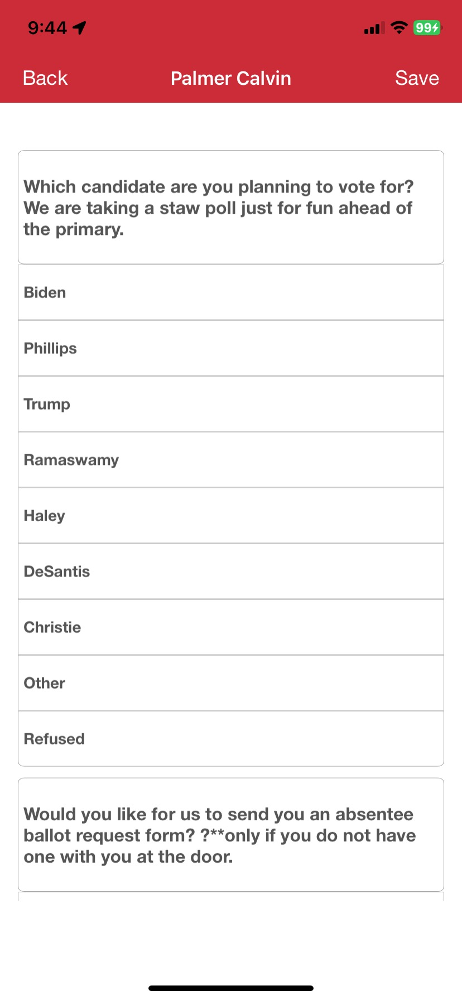 9:44
99
Back Palmer Calvin Save
Which candidate are you planning to vote for?
We are taking a staw poll just for fun ahead of
the primary.
Biden
Phillips
Trump
Ramaswamy
Haley
DeSantis
Christie
Other
Refused
Would you like for us to send you an absentee
ballot request form? ?**only if you do not have
one with you at the door.